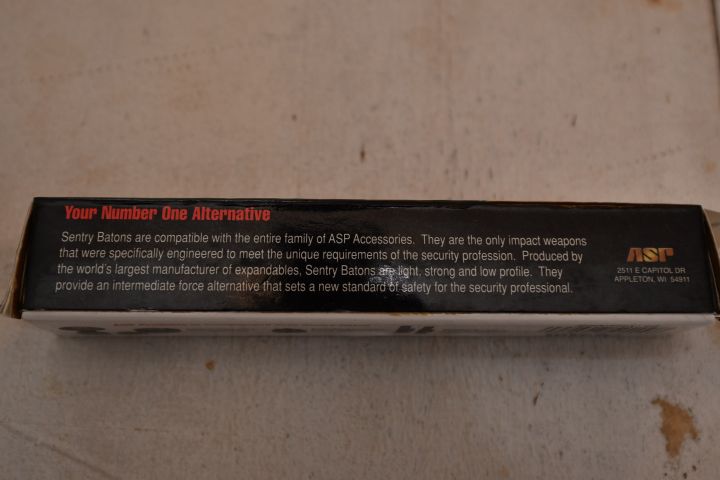 Your Number One Alternative
Sentry Batons are compatible with the entire family of ASP Accessories. They are the only impact weapons
that were specifically engineered to meet the unique requirements of the security profession. Produced by
the world's largest manufacturer of expandables, Sentry Batons are light, strong and low profile. They
provide an intermediate force alternative that sets a new standard of safety for the security professional.
ASP
2511 E CAPITOL DR
APPLETON, WI 54911